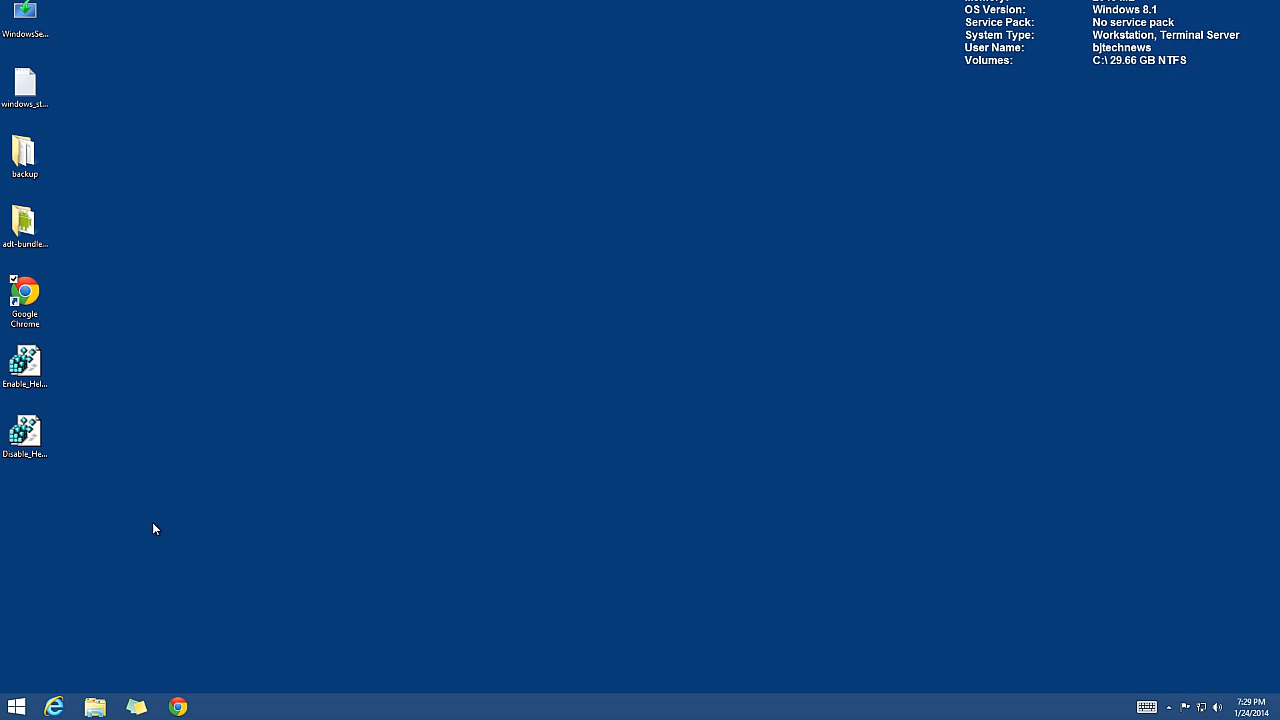 OS Version: Windows 8.1
Service Pack: No service pack
System Type: Workstation, Terminal Server
User Name: bjtechnews
Volumes: C:\ 29.66 GB NTFS
WindowsSe...
windows_st...
backup
adt-bundle...
Google
Chrome
Enable_Hel...
Disable_He...
7:29 PM
1/24/2014